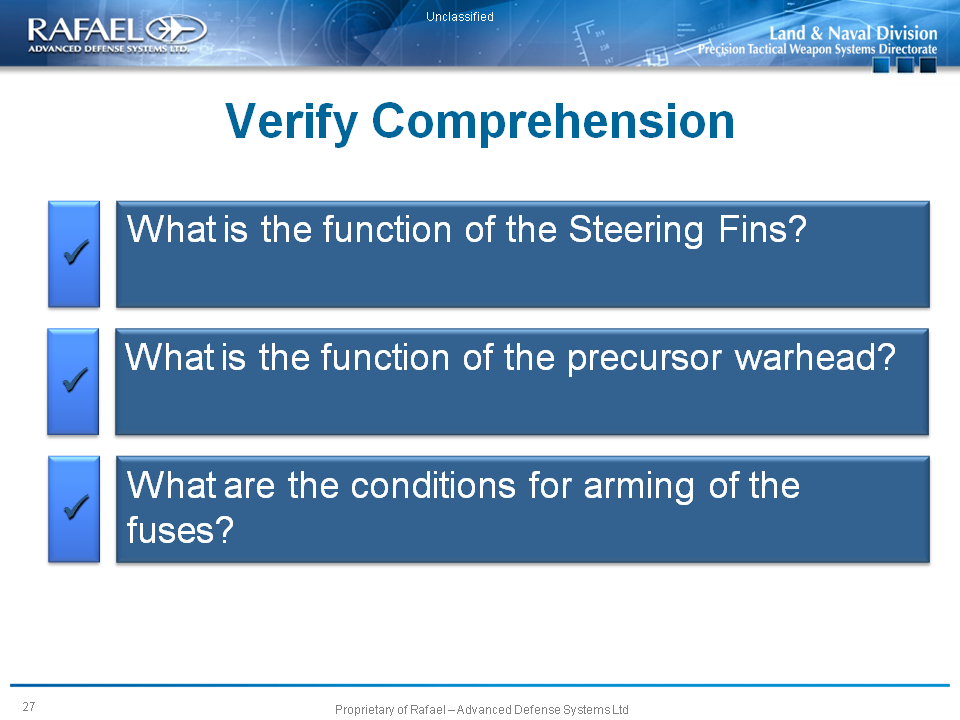 Unclassified
RAFAEL
ADVANCED DEFENSE SYSTEMS LTD.
Land & Naval Division
Precision Tactical Weapon Systems Directorate
Verify Comprehension
✓ What is the function of the Steering Fins?
✓ What is the function of the precursor warhead?
✓ What are the conditions for arming of the
fuses?
27
Proprietary of Rafael – Advanced Defense Systems Ltd